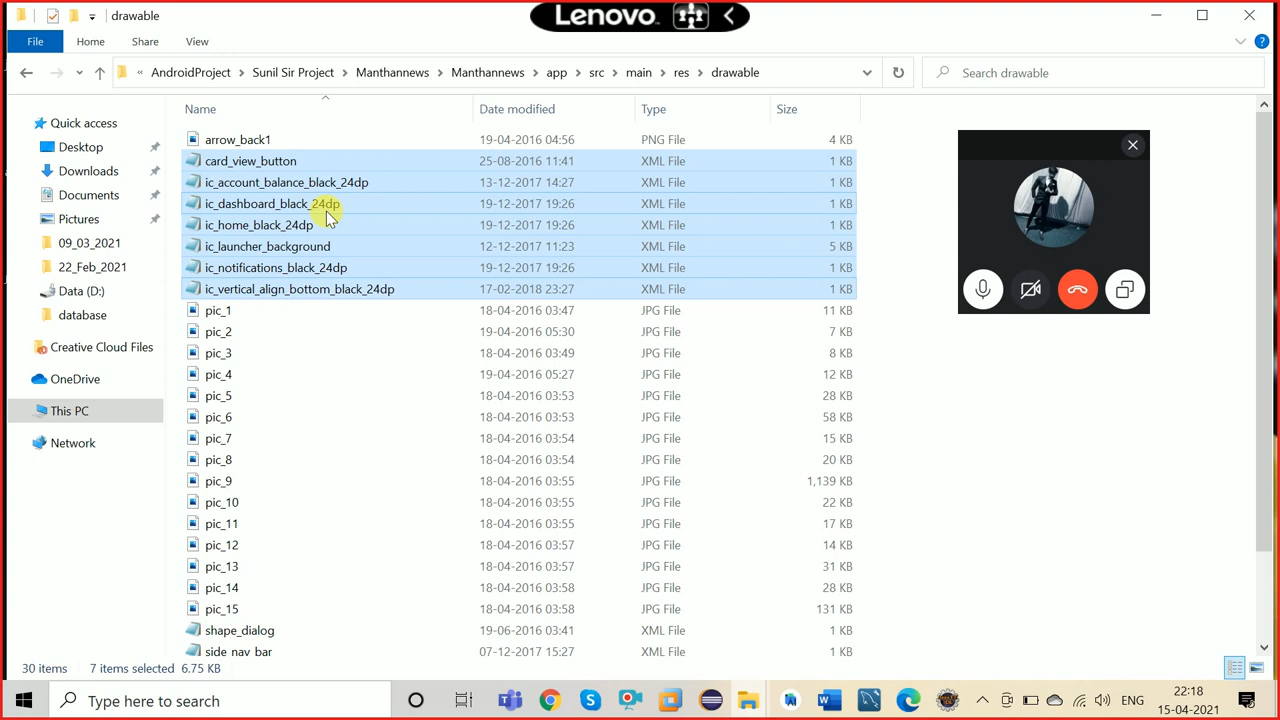 drawable
Lenovo
File Home Share View
« AndroidProject Sunil Sir Project Manthannews Manthannews app src main res drawable
Search drawable
Quick access
Desktop
Downloads
Documents
Pictures
09_03_2021
22_Feb_2021
Data (D:)
database
Creative Cloud Files
OneDrive
This PC
Network
Name Date modified Type Size
arrow_back1 19-04-2016 04:56 PNG File 4 KB
card_view_button 25-08-2016 11:41 XML File 1 KB
ic_account_balance_black_24dp 13-12-2017 14:27 XML File 1 KB
ic_dashboard_black_24dp 19-12-2017 19:26 XML File 1 KB
ic_home_black_24dp 19-12-2017 19:26 XML File 1 KB
ic_launcher_background 12-12-2017 11:23 XML File 5 KB
ic_notifications_black_24dp 19-12-2017 19:26 XML File 1 KB
ic_vertical_align_bottom_black_24dp 17-02-2018 23:27 XML File 1 KB
pic_1 18-04-2016 03:47 JPG File 11 KB
pic_2 19-04-2016 05:30 JPG File 7 KB
pic_3 18-04-2016 03:49 JPG File 8 KB
pic_4 19-04-2016 05:27 JPG File 12 KB
pic_5 18-04-2016 03:53 JPG File 28 KB
pic_6 18-04-2016 03:53 JPG File 58 KB
pic_7 18-04-2016 03:54 JPG File 15 KB
pic_8 18-04-2016 03:54 JPG File 20 KB
pic_9 18-04-2016 03:55 JPG File 1,139 KB
pic_10 18-04-2016 03:55 JPG File 22 KB
pic_11 18-04-2016 03:55 JPG File 17 KB
pic_12 18-04-2016 03:57 JPG File 14 KB
pic_13 18-04-2016 03:57 JPG File 31 KB
pic_14 18-04-2016 03:58 JPG File 28 KB
pic_15 18-04-2016 03:58 JPG File 131 KB
shape_dialog 19-06-2016 03:41 XML File 1 KB
side_nav_bar 07-12-2017 15:27 XML File 1 KB
30 items 7 items selected 6.75 KB
Type here to search
ENG
22:18
15-04-2021